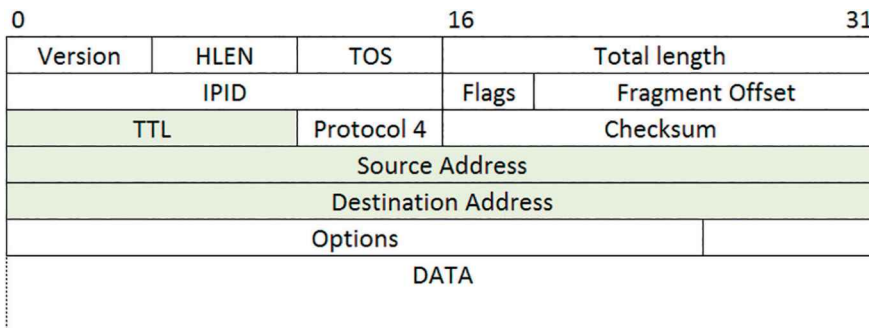 0 16 31
Version HLEN TOS Total length
IPID Flags Fragment Offset
TTL Protocol 4 Checksum
Source Address
Destination Address
Options
DATA